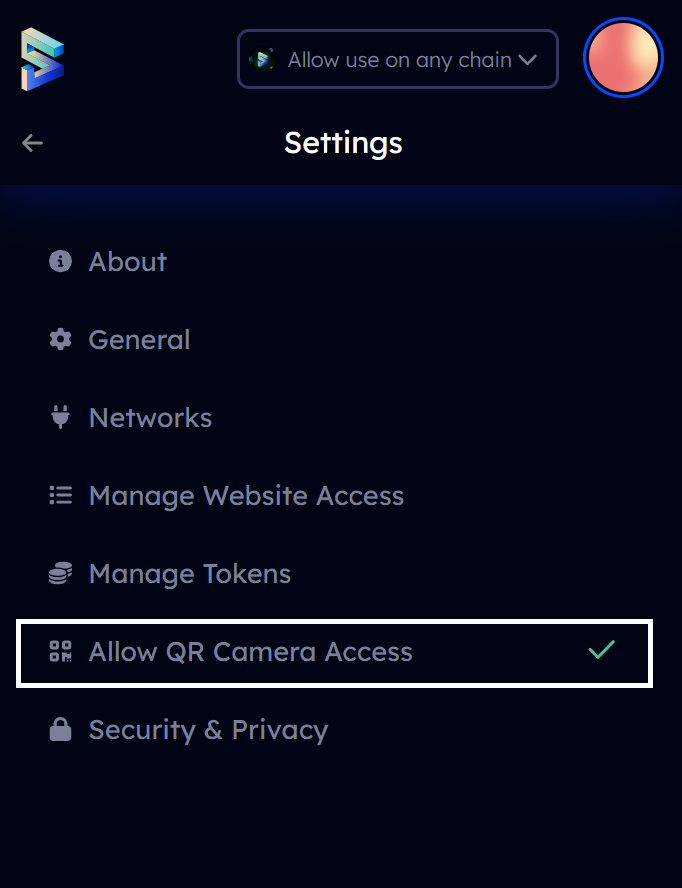 Allow use on any chain
Settings
About
General
Networks
Manage Website Access
Manage Tokens
Allow QR Camera Access
Security & Privacy